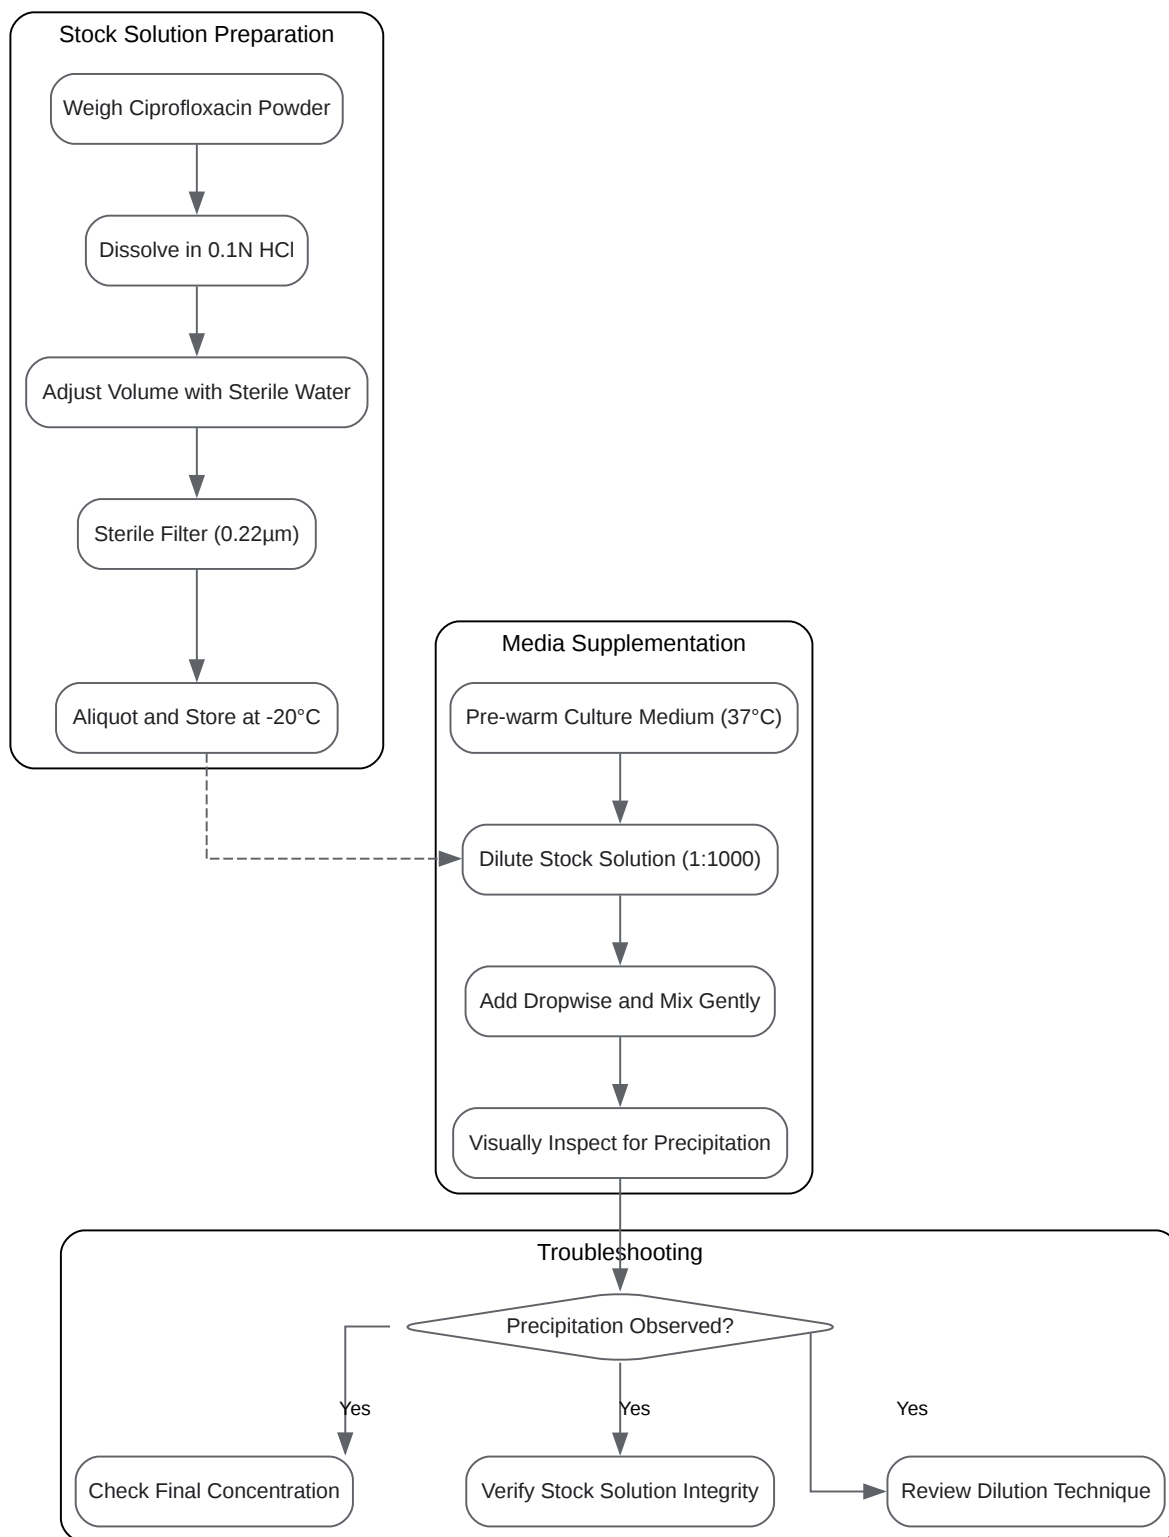 Stock Solution Preparation
Weigh Ciprofloxacin Powder
Dissolve in 0.1N HCl
Adjust Volume with Sterile Water
Sterile Filter (0.22µm)
Aliquot and Store at -20°C
Media Supplementation
Pre-warm Culture Medium (37°C)
Dilute Stock Solution (1:1000)
Add Dropwise and Mix Gently
Visually Inspect for Precipitation
Troubleshooting
Precipitation Observed?
Yes
Yes
Yes
Check Final Concentration
Verify Stock Solution Integrity
Review Dilution Technique